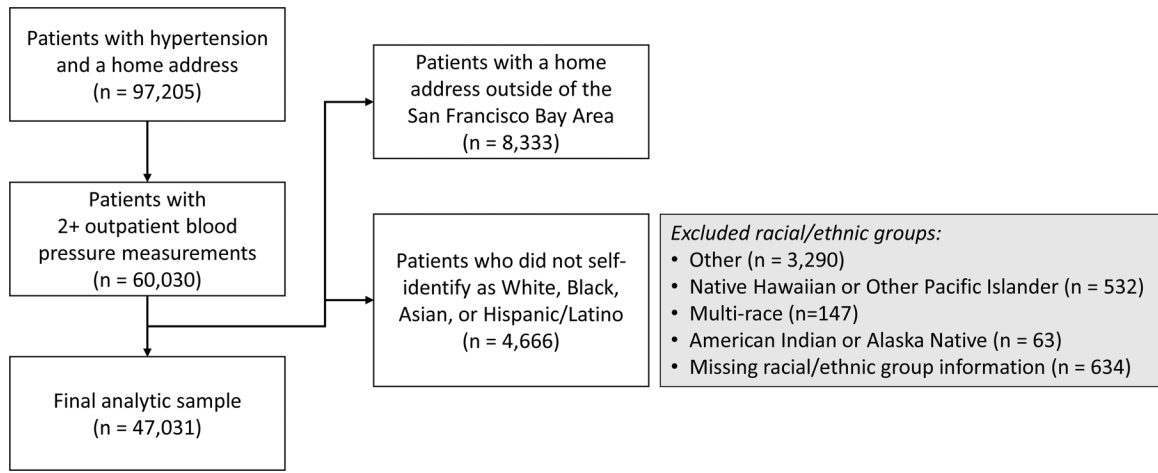 Patients with hypertension
and a home address
(n = 97,205)
Patients with a home
address outside of the
San Francisco Bay Area
(n = 8,333)
Patients with
2+ outpatient blood
pressure measurements
(n = 60,030)
Patients who did not self-
identify as White, Black,
Asian, or Hispanic/Latino
(n = 4,666)
Excluded racial/ethnic groups:
• Other (n = 3,290)
• Native Hawaiian or Other Pacific Islander (n = 532)
• Multi-race (n=147)
• American Indian or Alaska Native (n = 63)
• Missing racial/ethnic group information (n = 634)
Final analytic sample
(n = 47,031)